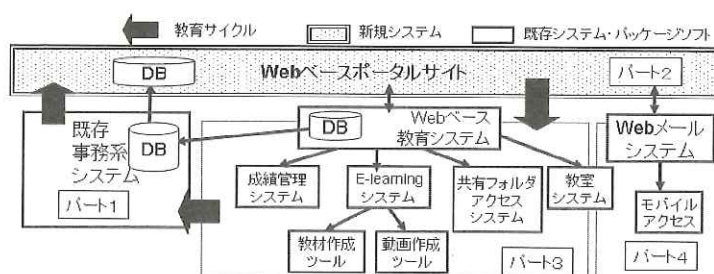 教育サイクル
新規システム
既存システム・パッケージソフト
DB
Webベースポータルサイト
パート2
既存
事務系
システム
DB
パート1
DB
Webベース
教育システム
Webメール
システム
成績管理
システム
E-learning
システム
共有フォルダ
アクセス
システム
教室
システム
モバイル
アクセス
教材作成
ツール
動画作成
ツール
パート3
パート4